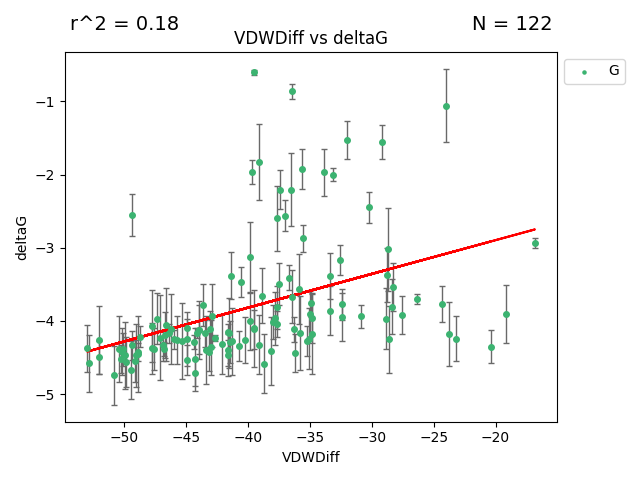 r^2 = 0.18
N = 122
VDWDiff vs deltaG
G
deltaG
−1
−2
−3
−4
−5
−50
−45
−40
−35
−30
−25
−20
VDWDiff